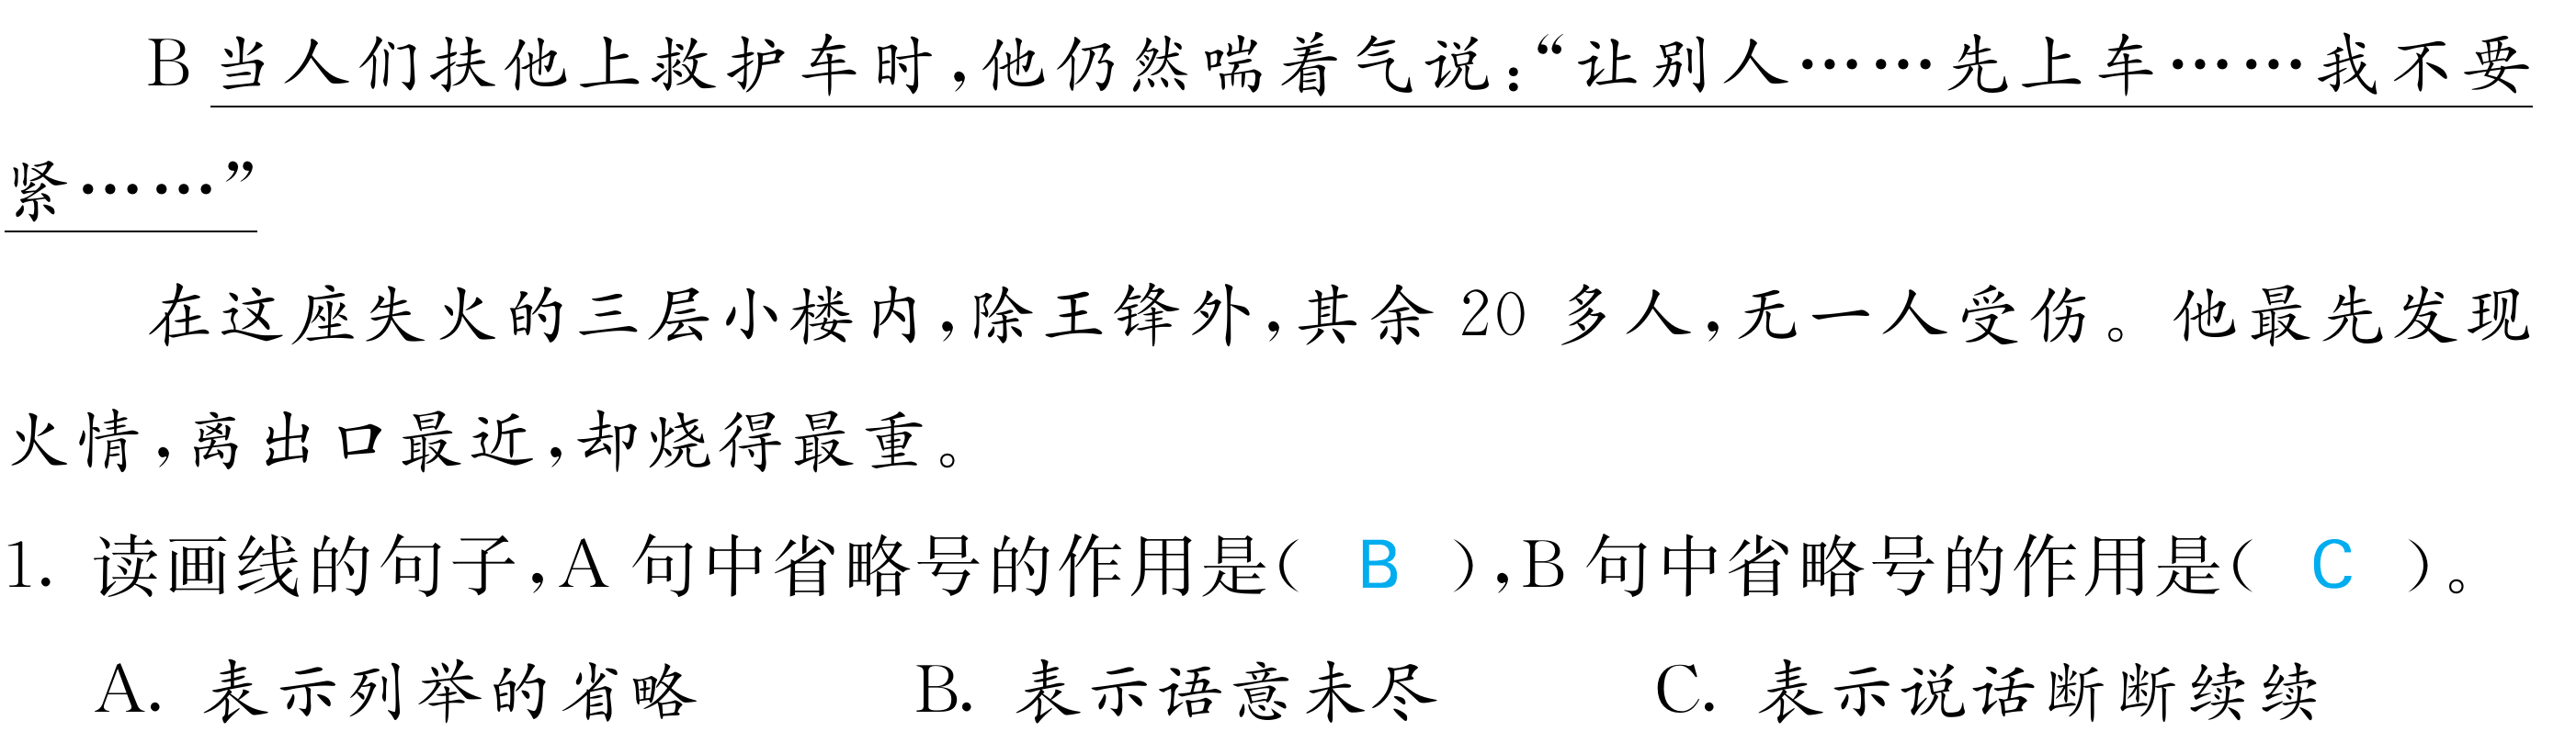 B 当人们扶他上救护车时,他仍然喘着气说:“让别人……先上车……我不要
紧……”
在这座失火的三层小楼内,除王锋外,其余 20 多人,无一人受伤。他最先发现
火情,离出口最近,却烧得最重。
1. 读画线的句子,A 句中省略号的作用是( B ),B 句中省略号的作用是( C )。
A. 表示列举的省略 B. 表示语意未尽 C. 表示说话断断续续